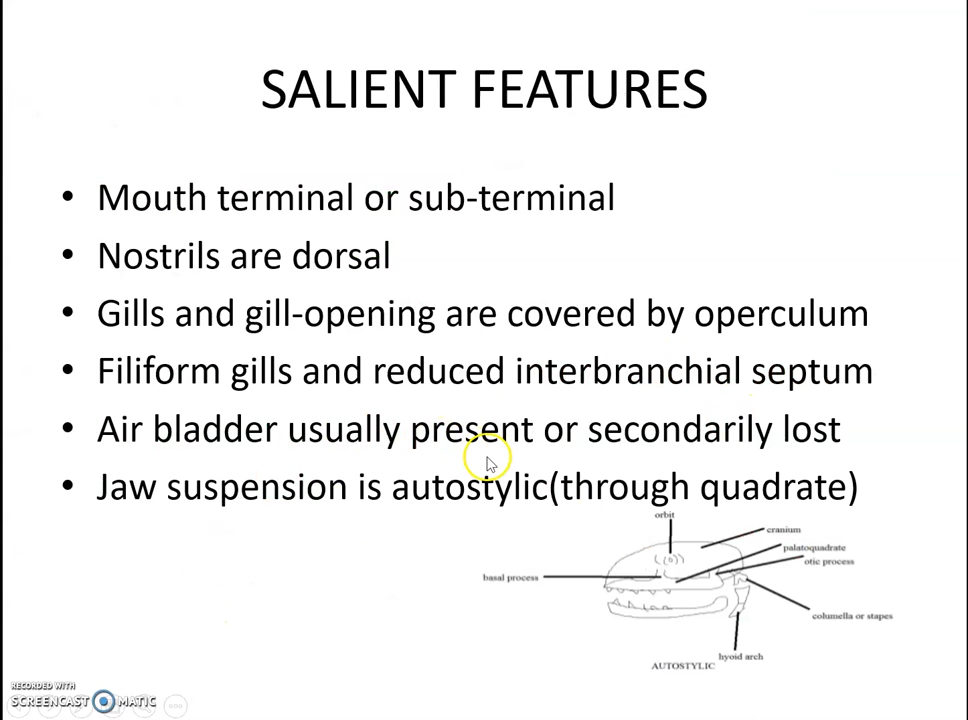 SALIENT FEATURES
• Mouth terminal or sub-terminal
• Nostrils are dorsal
• Gills and gill-opening are covered by operculum
• Filiform gills and reduced interbranchial septum
• Air bladder usually present or secondarily lost
• Jaw suspension is autostylic(through quadrate)
orbit
cranium
palatoquadrate
otic process
basal process
columella or stapes
hyoid arch
AUTOSTYLIC
RECORDED WITH
SCREENCAST MATIC